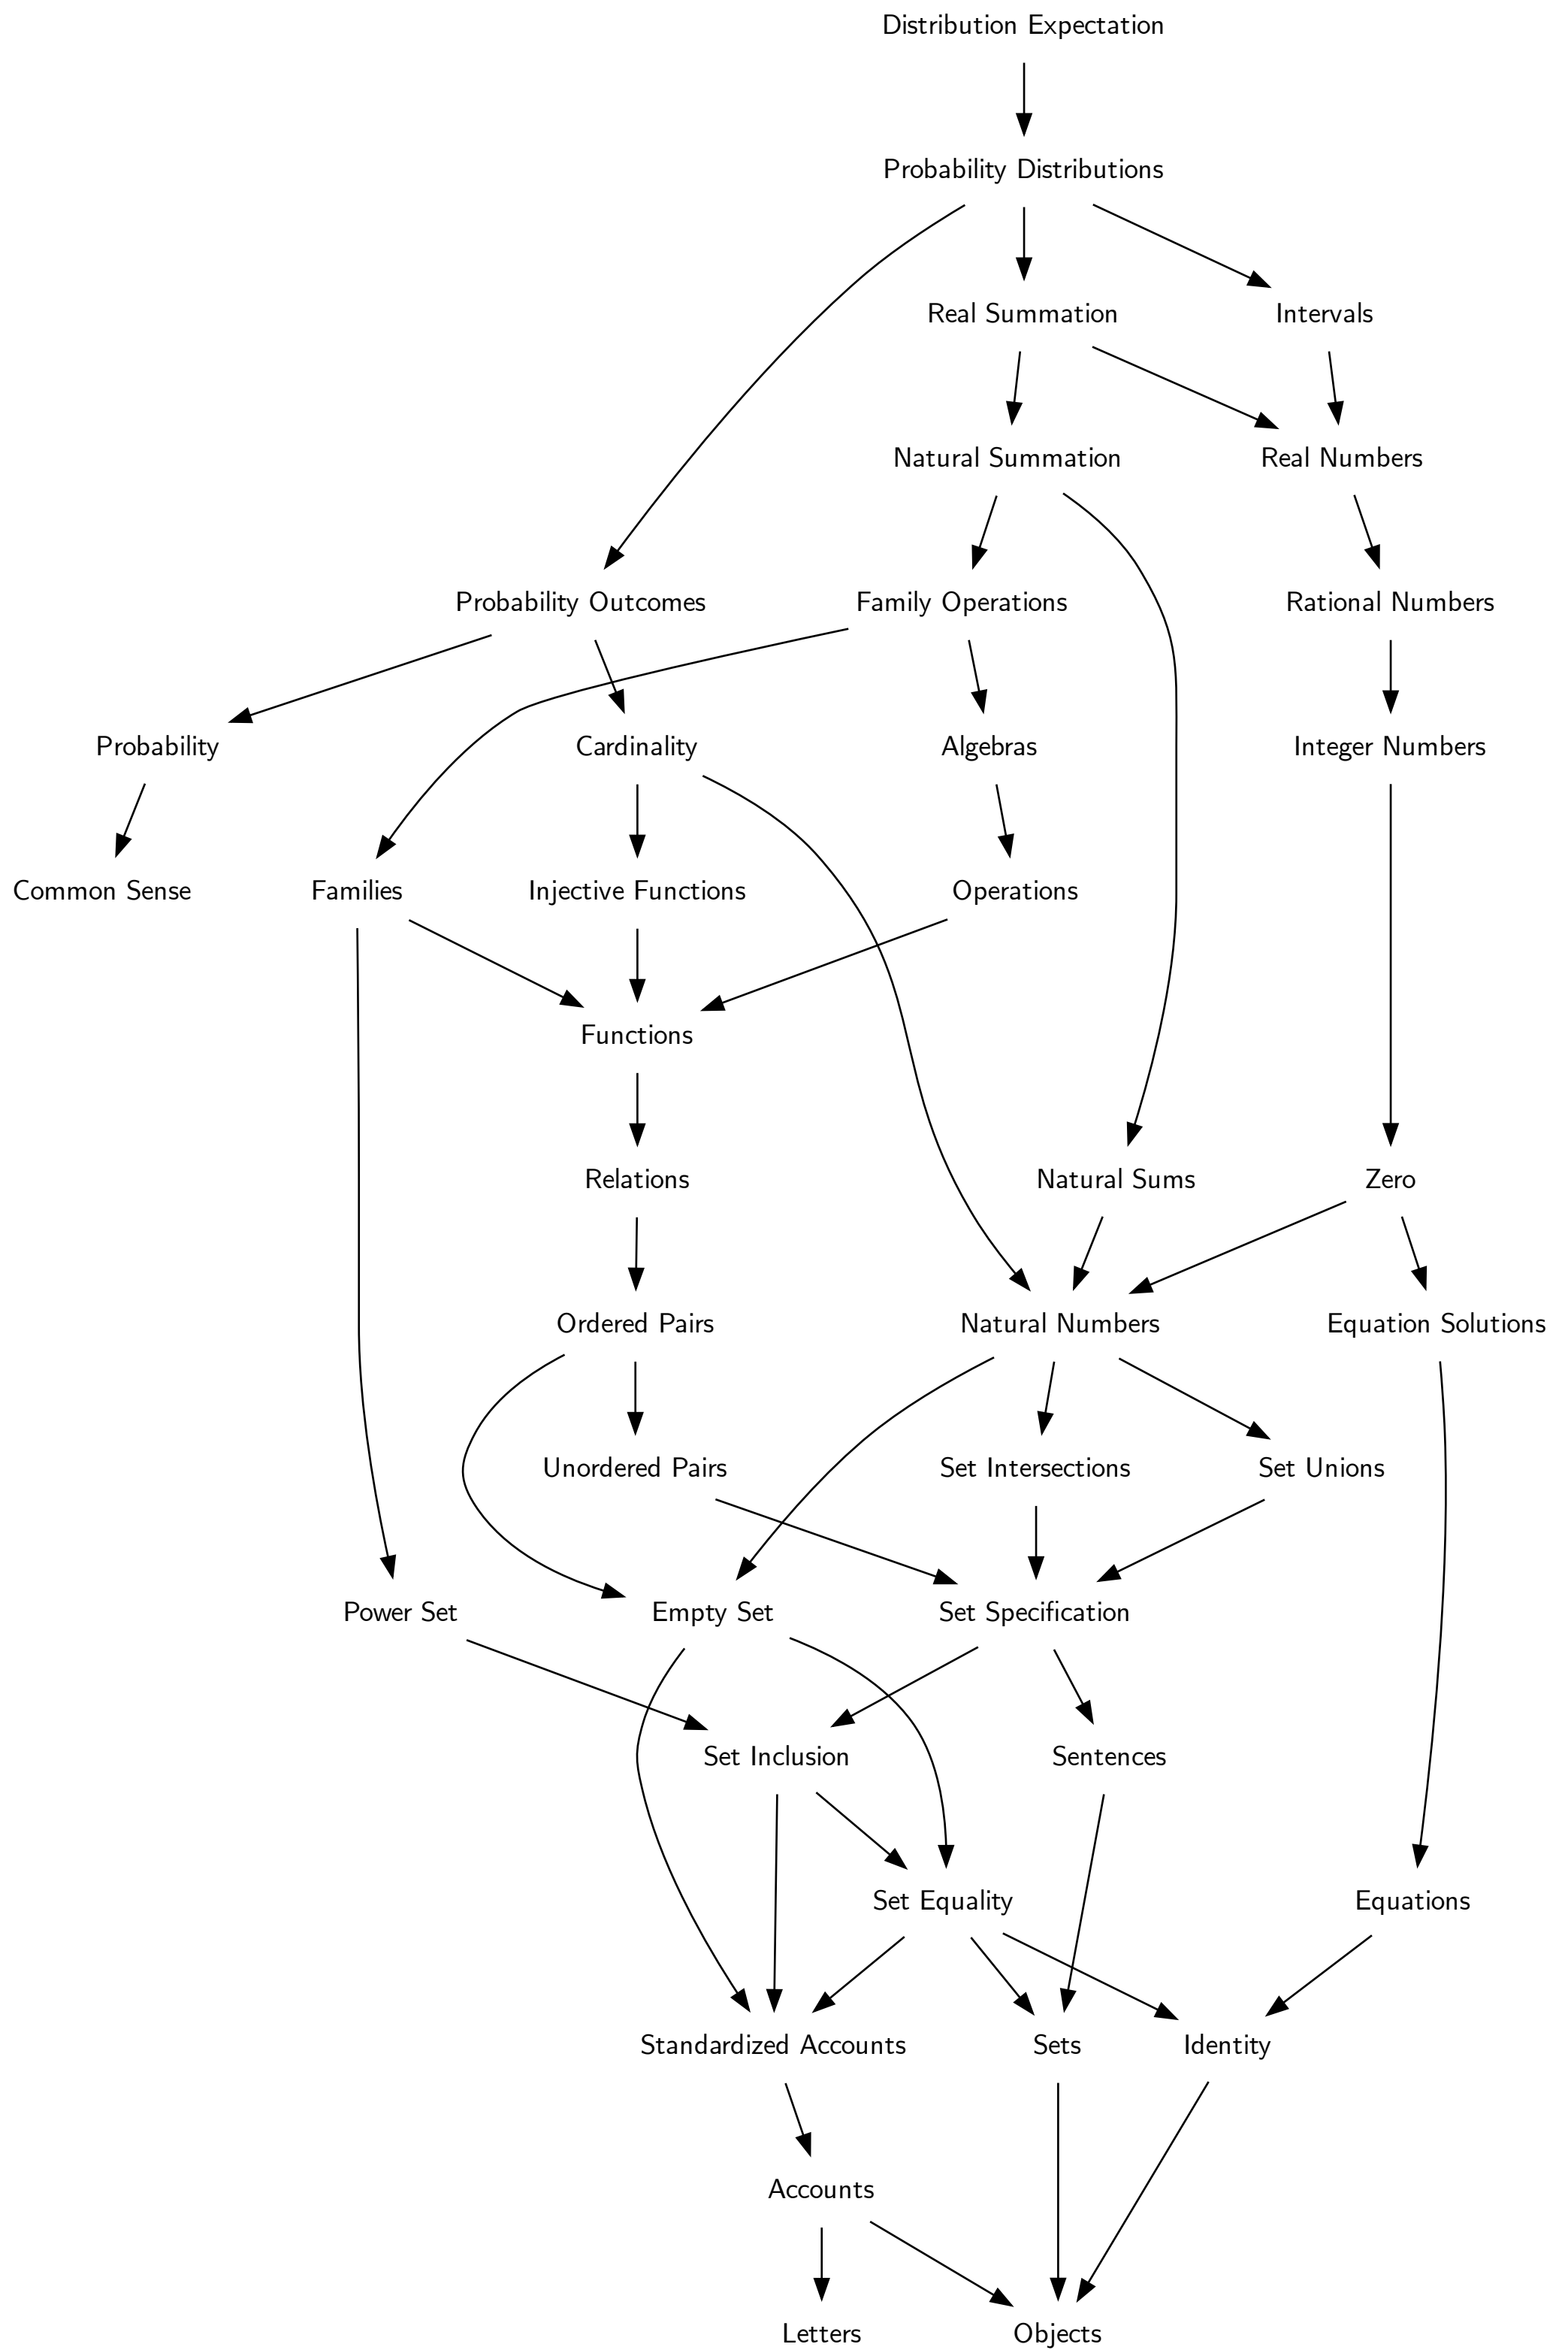 Distribution Expectation
Probability Distributions
Real Summation
Intervals
Natural Summation
Real Numbers
Probability Outcomes
Family Operations
Rational Numbers
Probability
Cardinality
Algebras
Integer Numbers
Common Sense
Families
Injective Functions
Operations
Functions
Relations
Natural Sums
Zero
Ordered Pairs
Natural Numbers
Equation Solutions
Unordered Pairs
Set Intersections
Set Unions
Power Set
Empty Set
Set Specification
Set Inclusion
Sentences
Set Equality
Equations
Standardized Accounts
Sets
Identity
Accounts
Letters
Objects